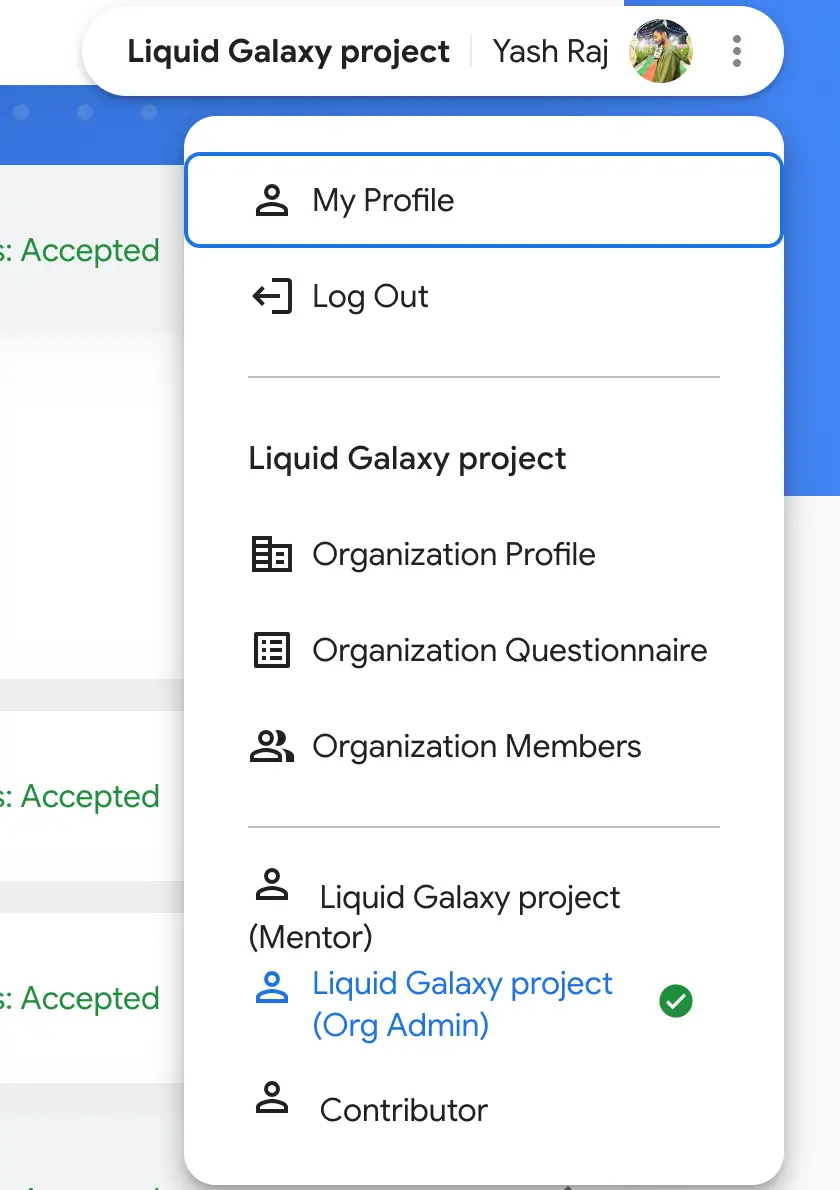 Liquid Galaxy project Yash Raj
My Profile
s: Accepted
Log Out
Liquid Galaxy project
Organization Profile
Organization Questionnaire
Organization Members
s: Accepted
Liquid Galaxy project
(Mentor)
Liquid Galaxy project
s: Accepted
(Org Admin)
Contributor